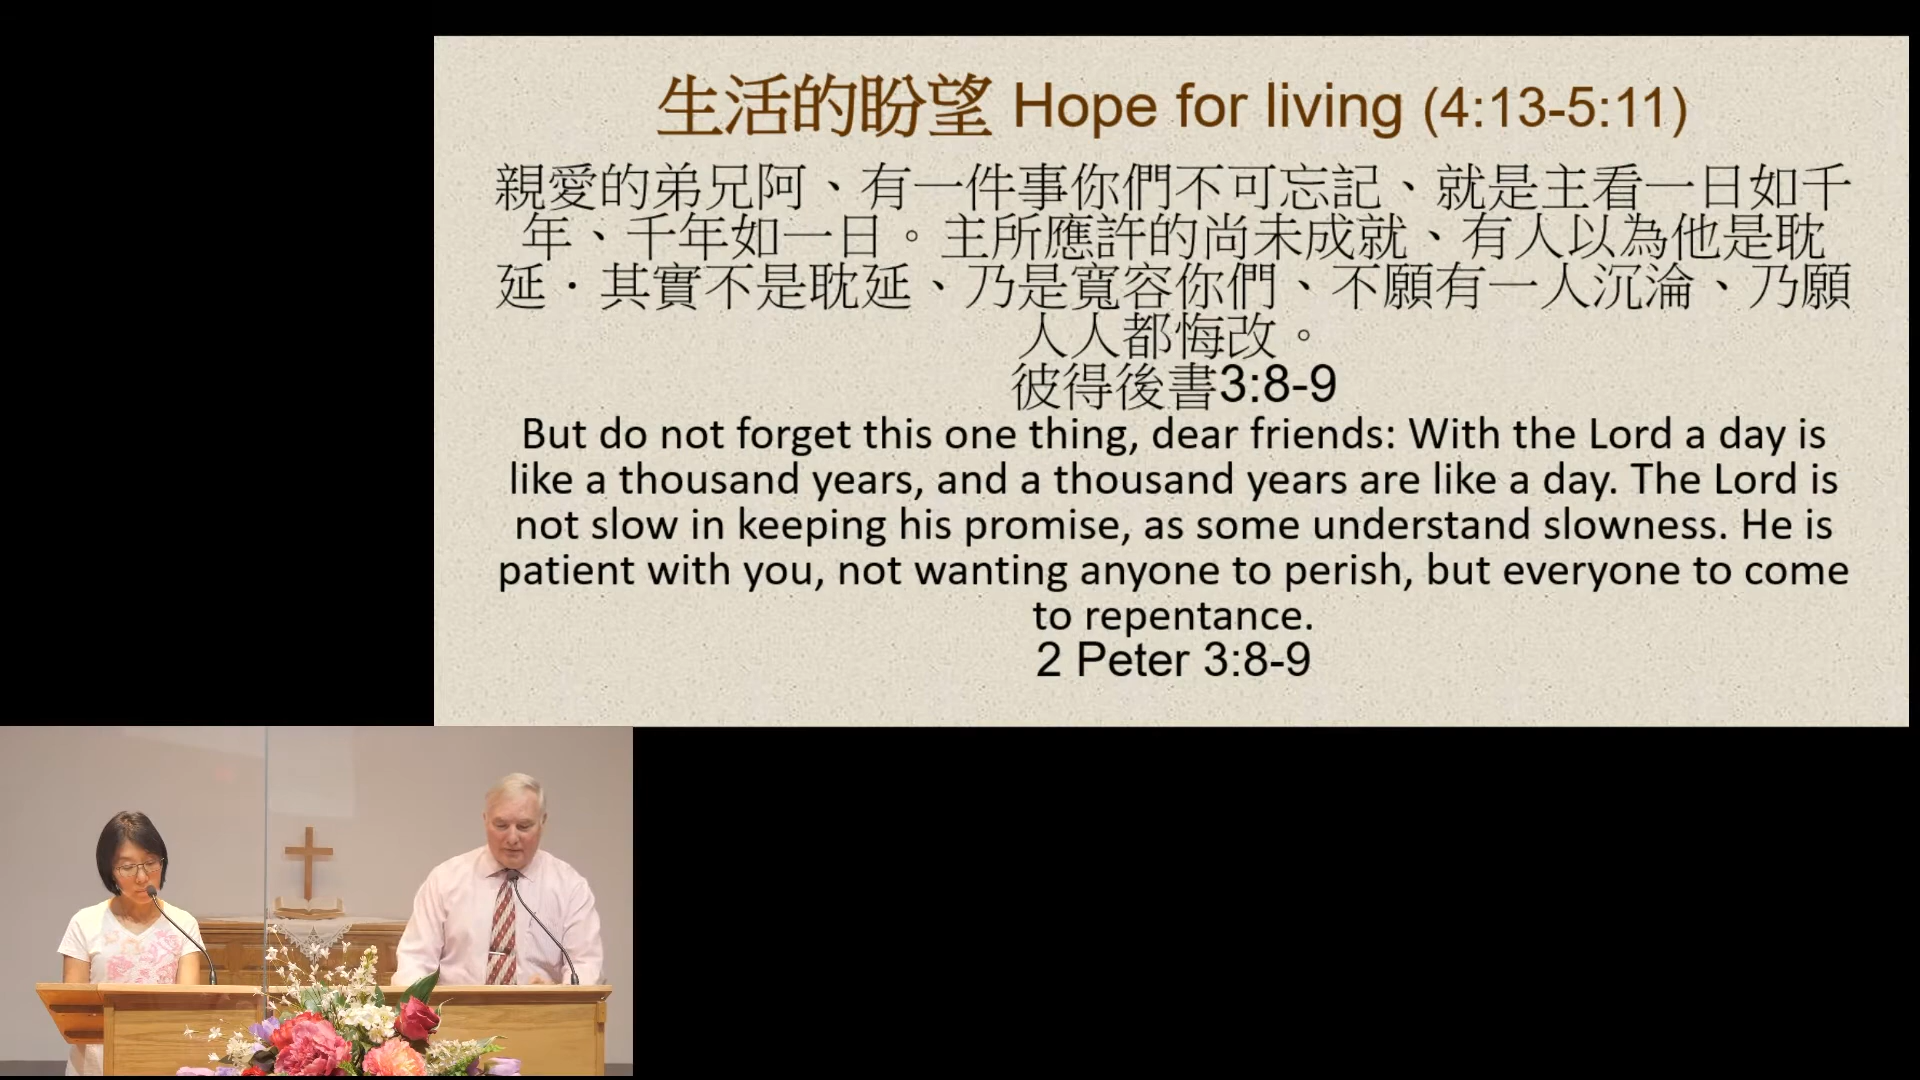 生活的盼望 Hope for living (4:13-5:11)
親愛的弟兄阿、有一件事你們不可忘記、就是主看一日如千
年、千年如一日。主所應許的尚未成就、有人以為他是耽
延．其實不是耽延、乃是寬容你們、不願有一人沉淪、乃願
人人都悔改。
彼得後書3:8-9
But do not forget this one thing, dear friends: With the Lord a day is
like a thousand years, and a thousand years are like a day. The Lord is
not slow in keeping his promise, as some understand slowness. He is
patient with you, not wanting anyone to perish, but everyone to come
to repentance.
2 Peter 3:8-9